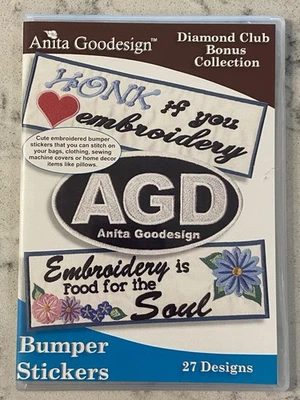 Anita Goodesign™
Diamond Club
Bonus
Collection
HONK if you
embroidery
Cute embroidered bumper
stickers that you can stitch on
your bags, clothing, sewing
machine covers or home decor
items like pillows.
AGD
Anita Goodesign
Embroidery is
Food for the
Soul
Bumper
Stickers
27 Designs